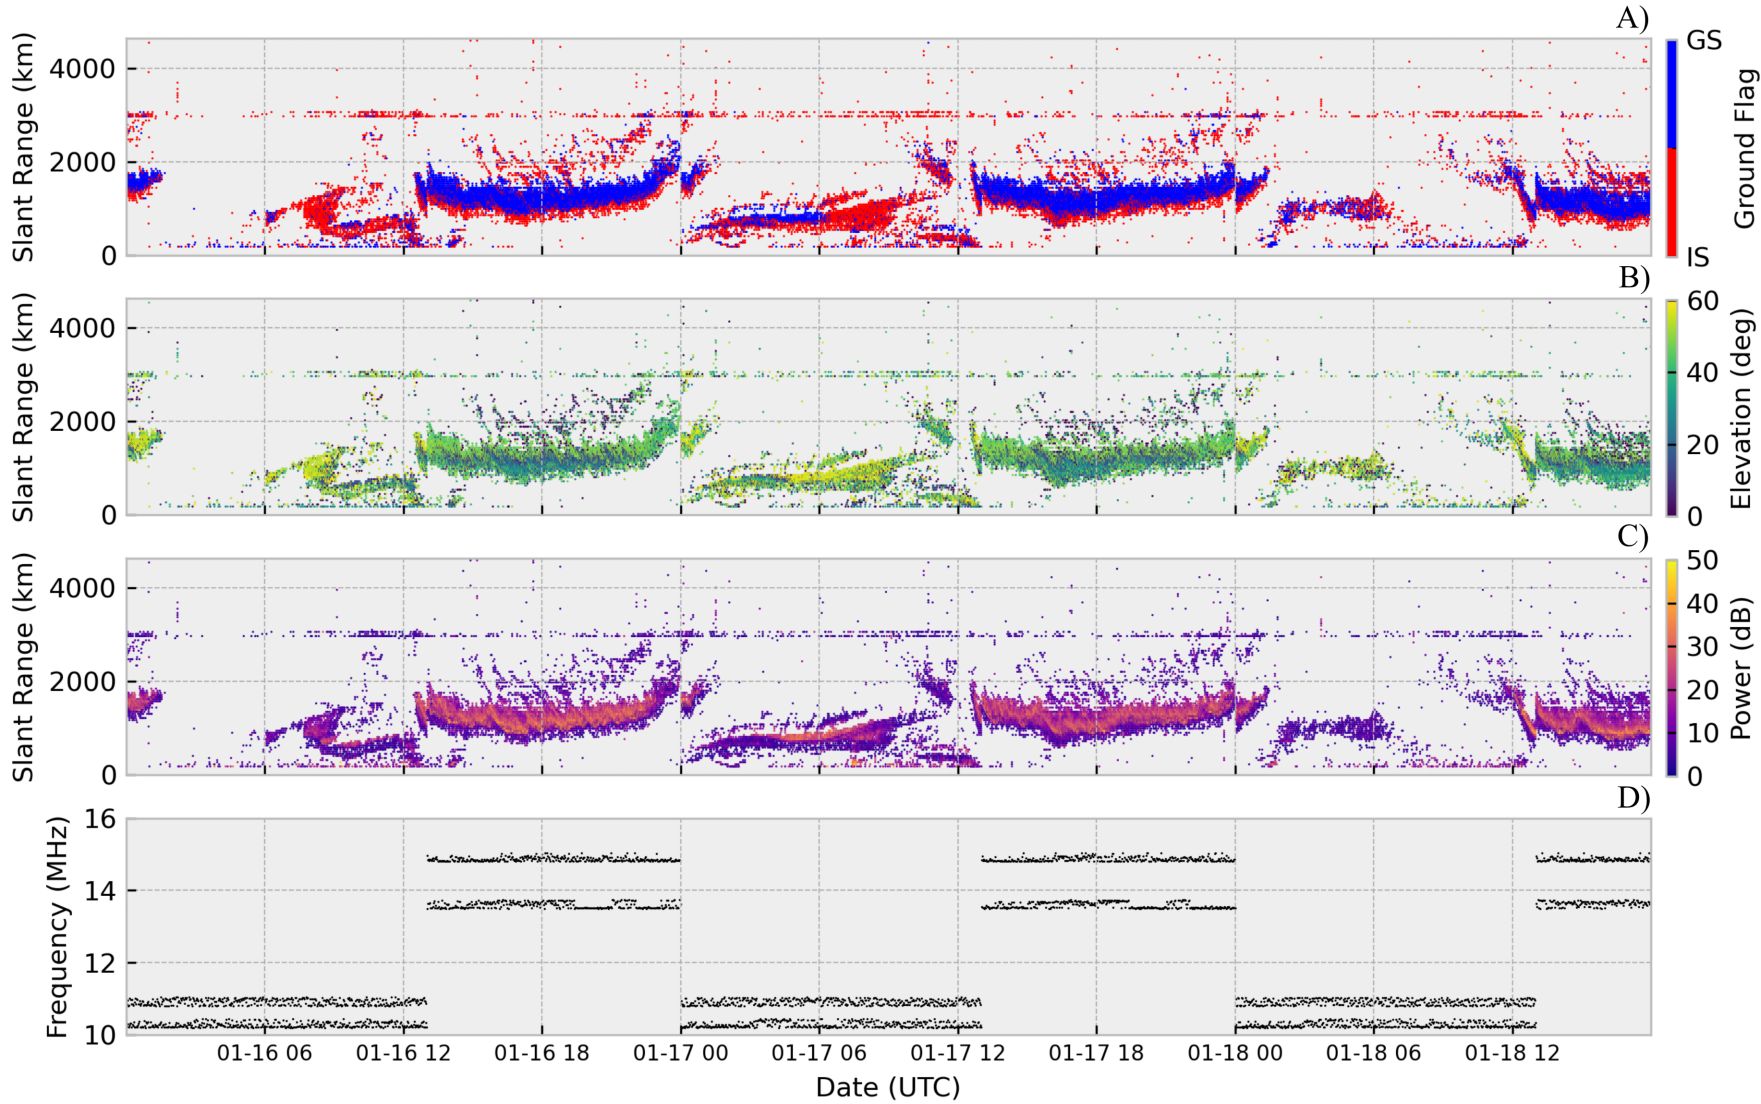 A)
Slant Range (km)
4000
2000
0
GS
IS
Ground Flag
B)
Slant Range (km)
4000
2000
0
60
40
20
0
Elevation (deg)
C)
Slant Range (km)
4000
2000
0
50
40
30
20
10
0
Power (dB)
D)
Frequency (MHz)
16
14
12
10
01-16 06 01-16 12 01-16 18 01-17 00 01-17 06 01-17 12 01-17 18 01-18 00 01-18 06 01-18 12
Date (UTC)